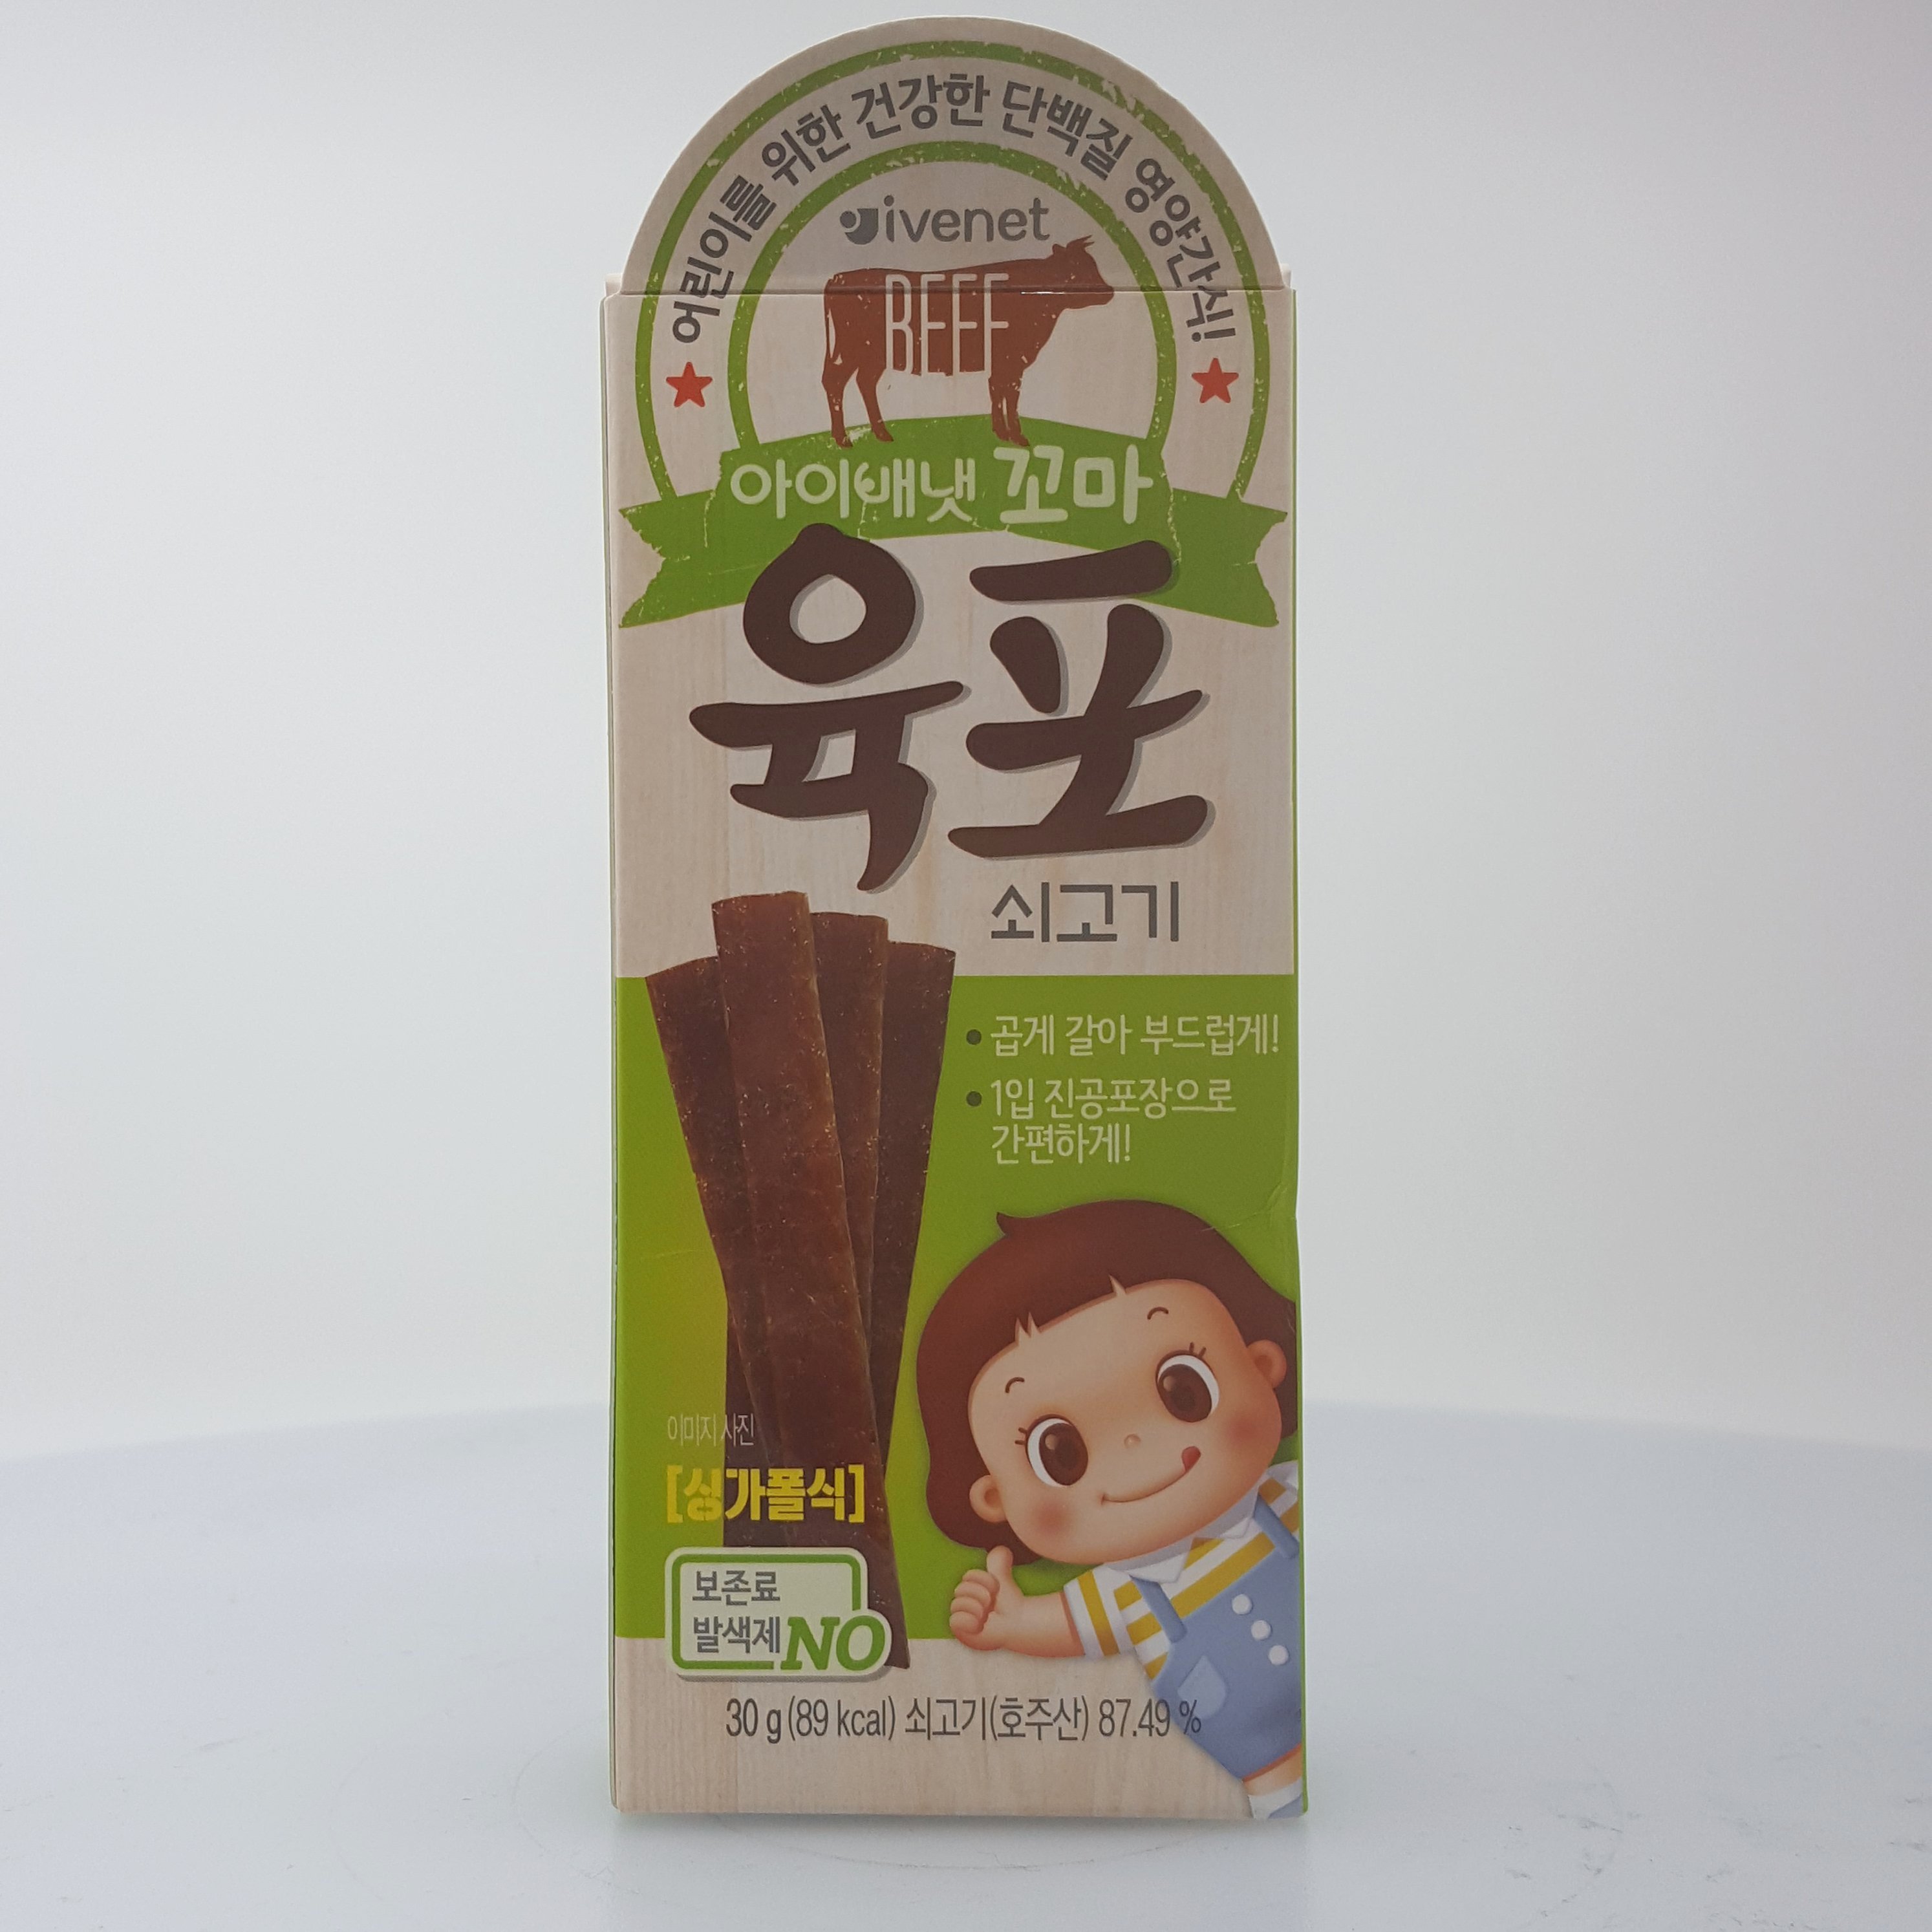 어린이를 위한 건강한 단백질 영양간식!
ivenet
BEEF
아이배냇 꼬마
육포
쇠고기
• 곱게 갈아 부드럽게!
• 1입 진공포장으로
간편하게!
이미지 사진
[싱가폴식]
보존료
발색제 NO
30 g (89 kcal) 쇠고기(호주산) 87.49 %